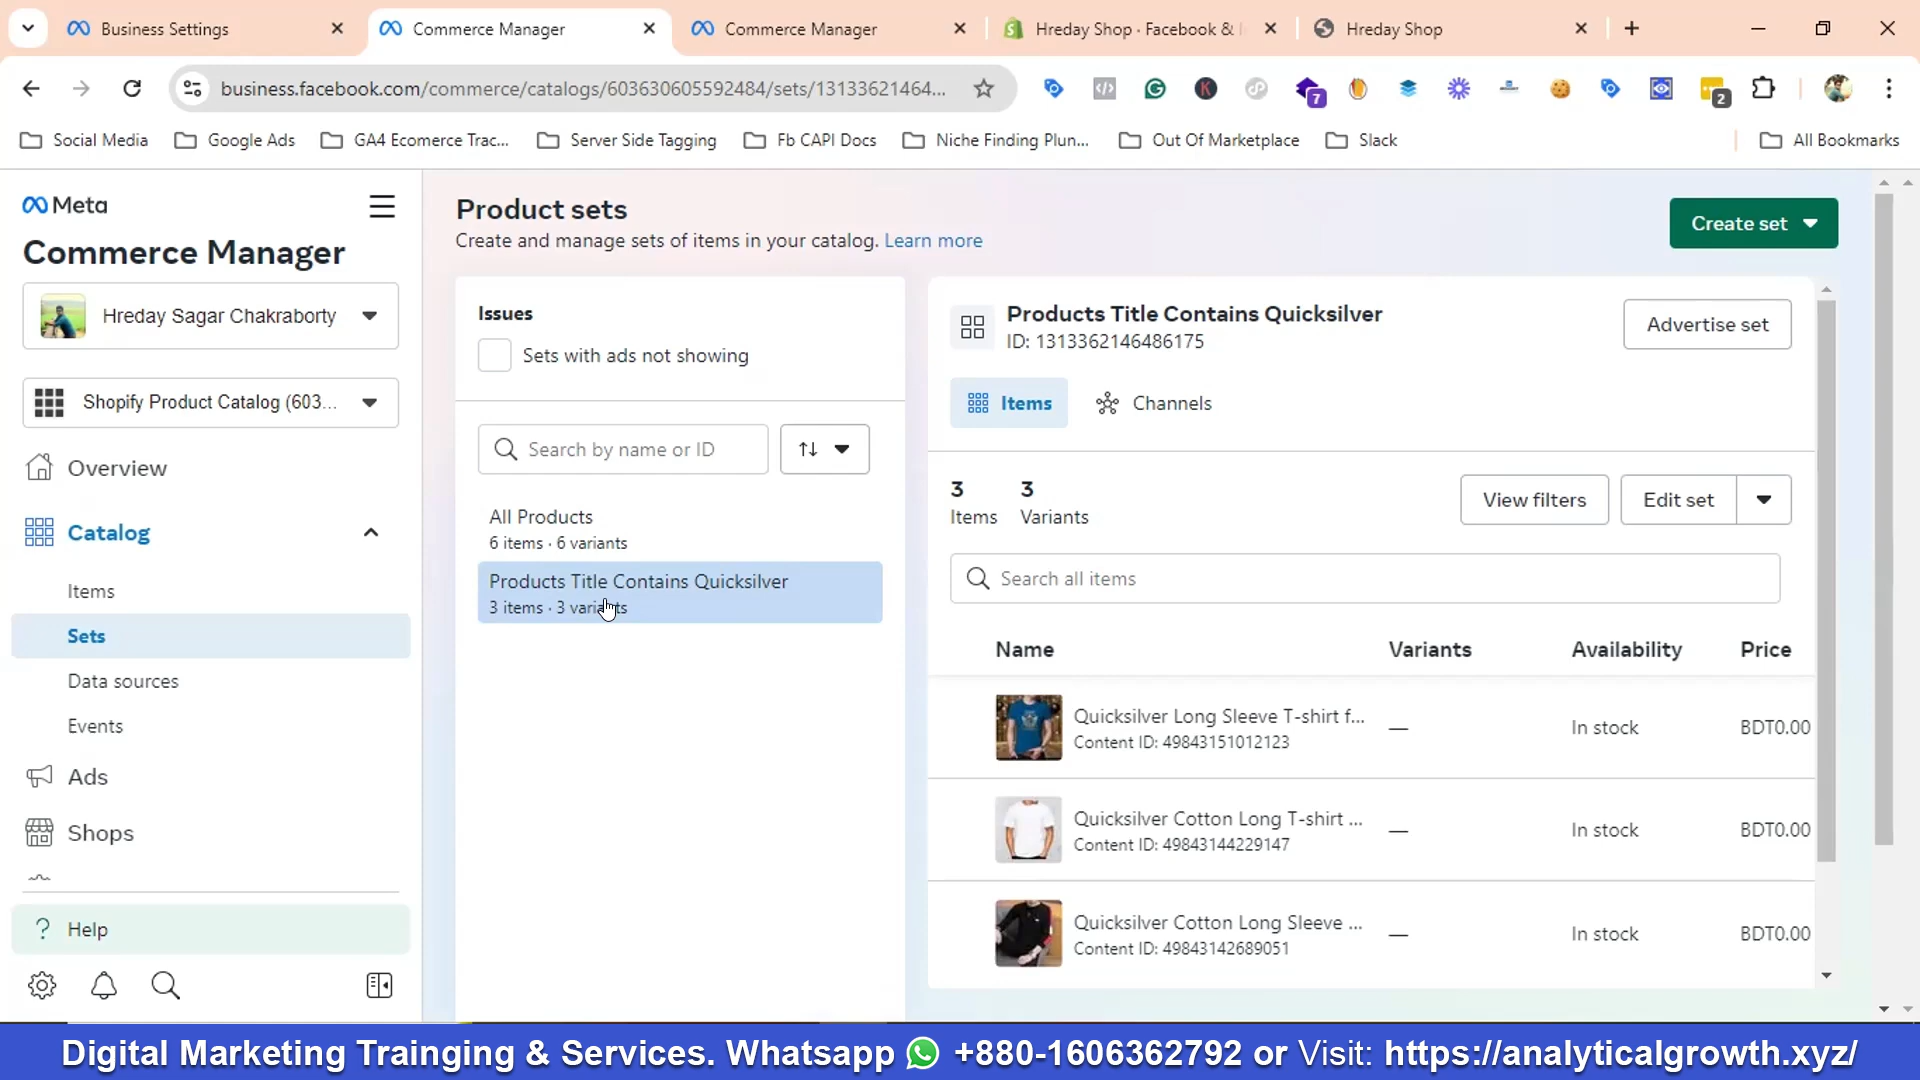 Business Settings
Commerce Manager
Commerce Manager
Hreday Shop · Facebook &
Hreday Shop
business.facebook.com/commerce/catalogs/603630605592484/sets/13133621464...
7
2
Social Media
Google Ads
GA4 Ecomerce Trac...
Server Side Tagging
Fb CAPI Docs
Niche Finding Plun...
Out Of Marketplace
Slack
All Bookmarks
Meta
Commerce Manager
Hreday Sagar Chakraborty
Shopify Product Catalog (603...
Overview
Catalog
Items
Sets
Data sources
Events
Ads
Shops
Help
Product sets
Create and manage sets of items in your catalog. Learn more
Create set
Issues
Sets with ads not showing
Search by name or ID
All Products
6 items · 6 variants
Products Title Contains Quicksilver
3 items · 3 variants
Products Title Contains Quicksilver
ID: 1313362146486175
Advertise set
Items
Channels
3 Items
3 Variants
View filters
Edit set
Search all items
Name Variants Availability Price
Quicksilver Long Sleeve T-shirt f...
Content ID: 49843151012123
— In stock BDT0.00
Quicksilver Cotton Long T-shirt ...
Content ID: 49843144229147
— In stock BDT0.00
Quicksilver Cotton Long Sleeve ...
Content ID: 49843142689051
— In stock BDT0.00
Digital Marketing Trainging & Services. Whatsapp +880-1606362792 or Visit: https://analyticalgrowth.xyz/